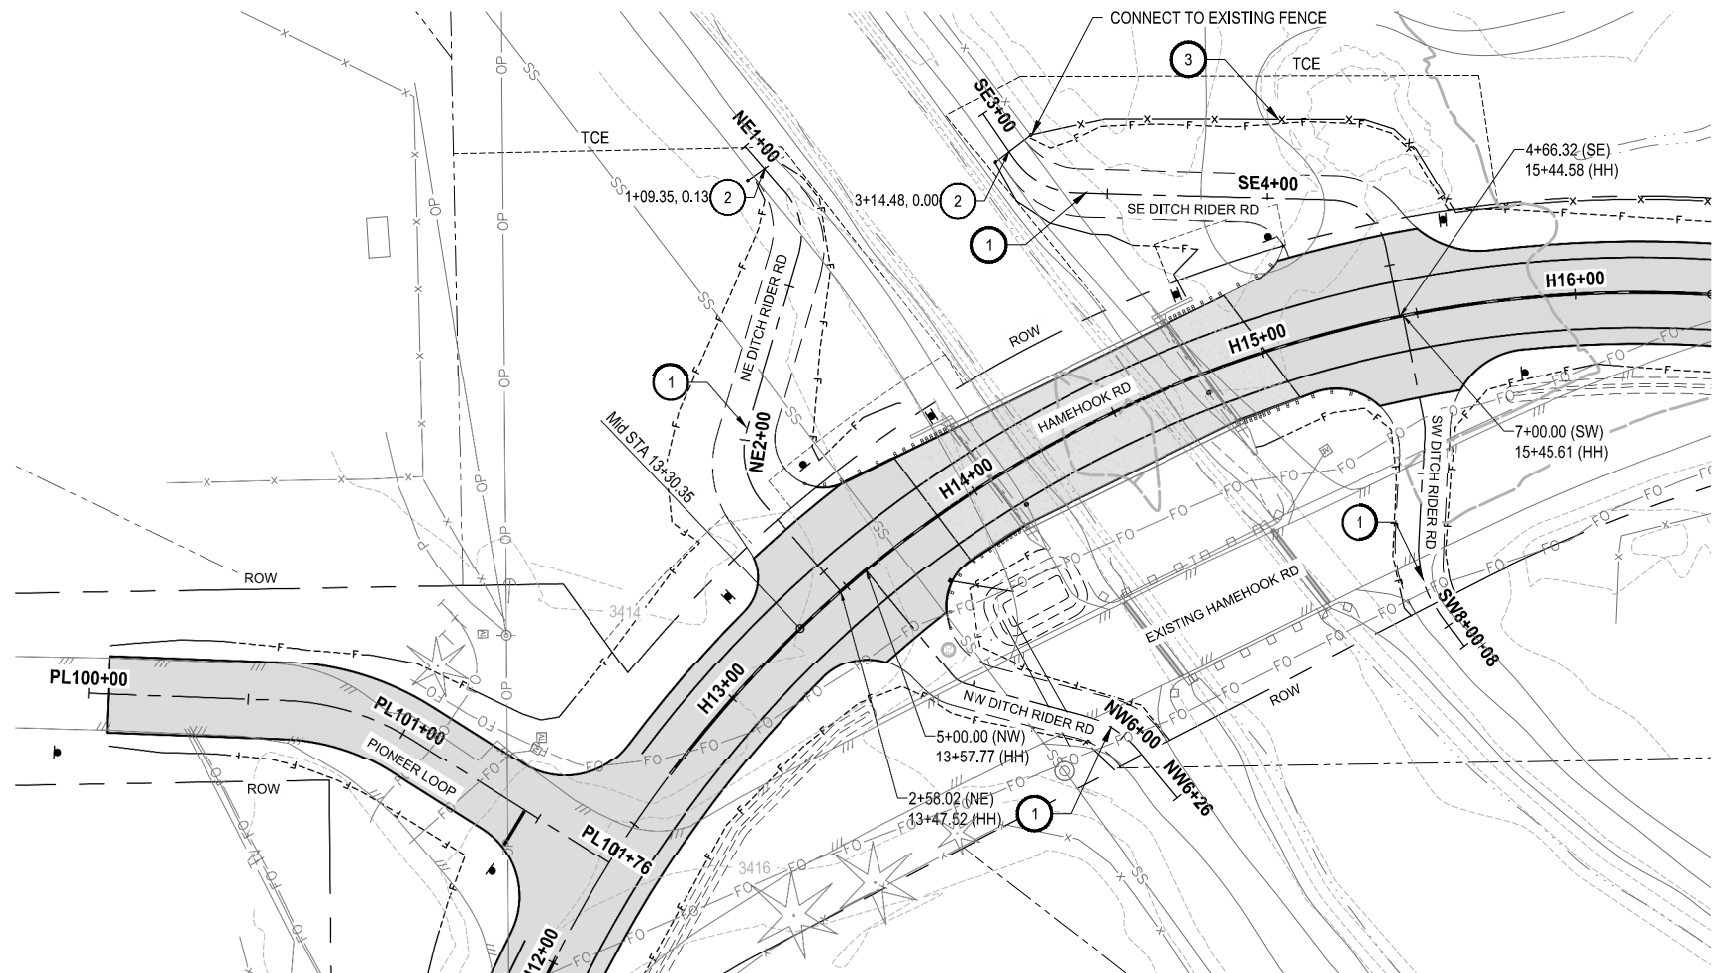 CONNECT TO EXISTING FENCE
3
TCE
SE3+00
NE1+00
TCE
OP
SS
4+66.32 (SE)
15+44.58 (HH)
1+09.35, 0.13
2
3+14.48, 0.00
2
SE4+00
SE DITCH RIDER RD
1
H16+00
NE DITCH RIDER RD
ROW
H15+00
1
HAMEHOOK RD
NE2+00
Mid STA 13+30.35
H14+00
7+00.00 (SW)
15+45.61 (HH)
SW DITCH RIDER RD
1
ROW
3414
EXISTING HAMEHOOK RD
SW8+00
+08
PL100+00
H13+00
ROW
NW DITCH RIDER RD
NW6+00
PL101+00
PIONEER LOOP
5+00.00 (NW)
13+57.77 (HH)
ROW
NW6+26
2+58.02 (NE)
13+47.52 (HH)
1
PL101+76
3416
12+00
FO